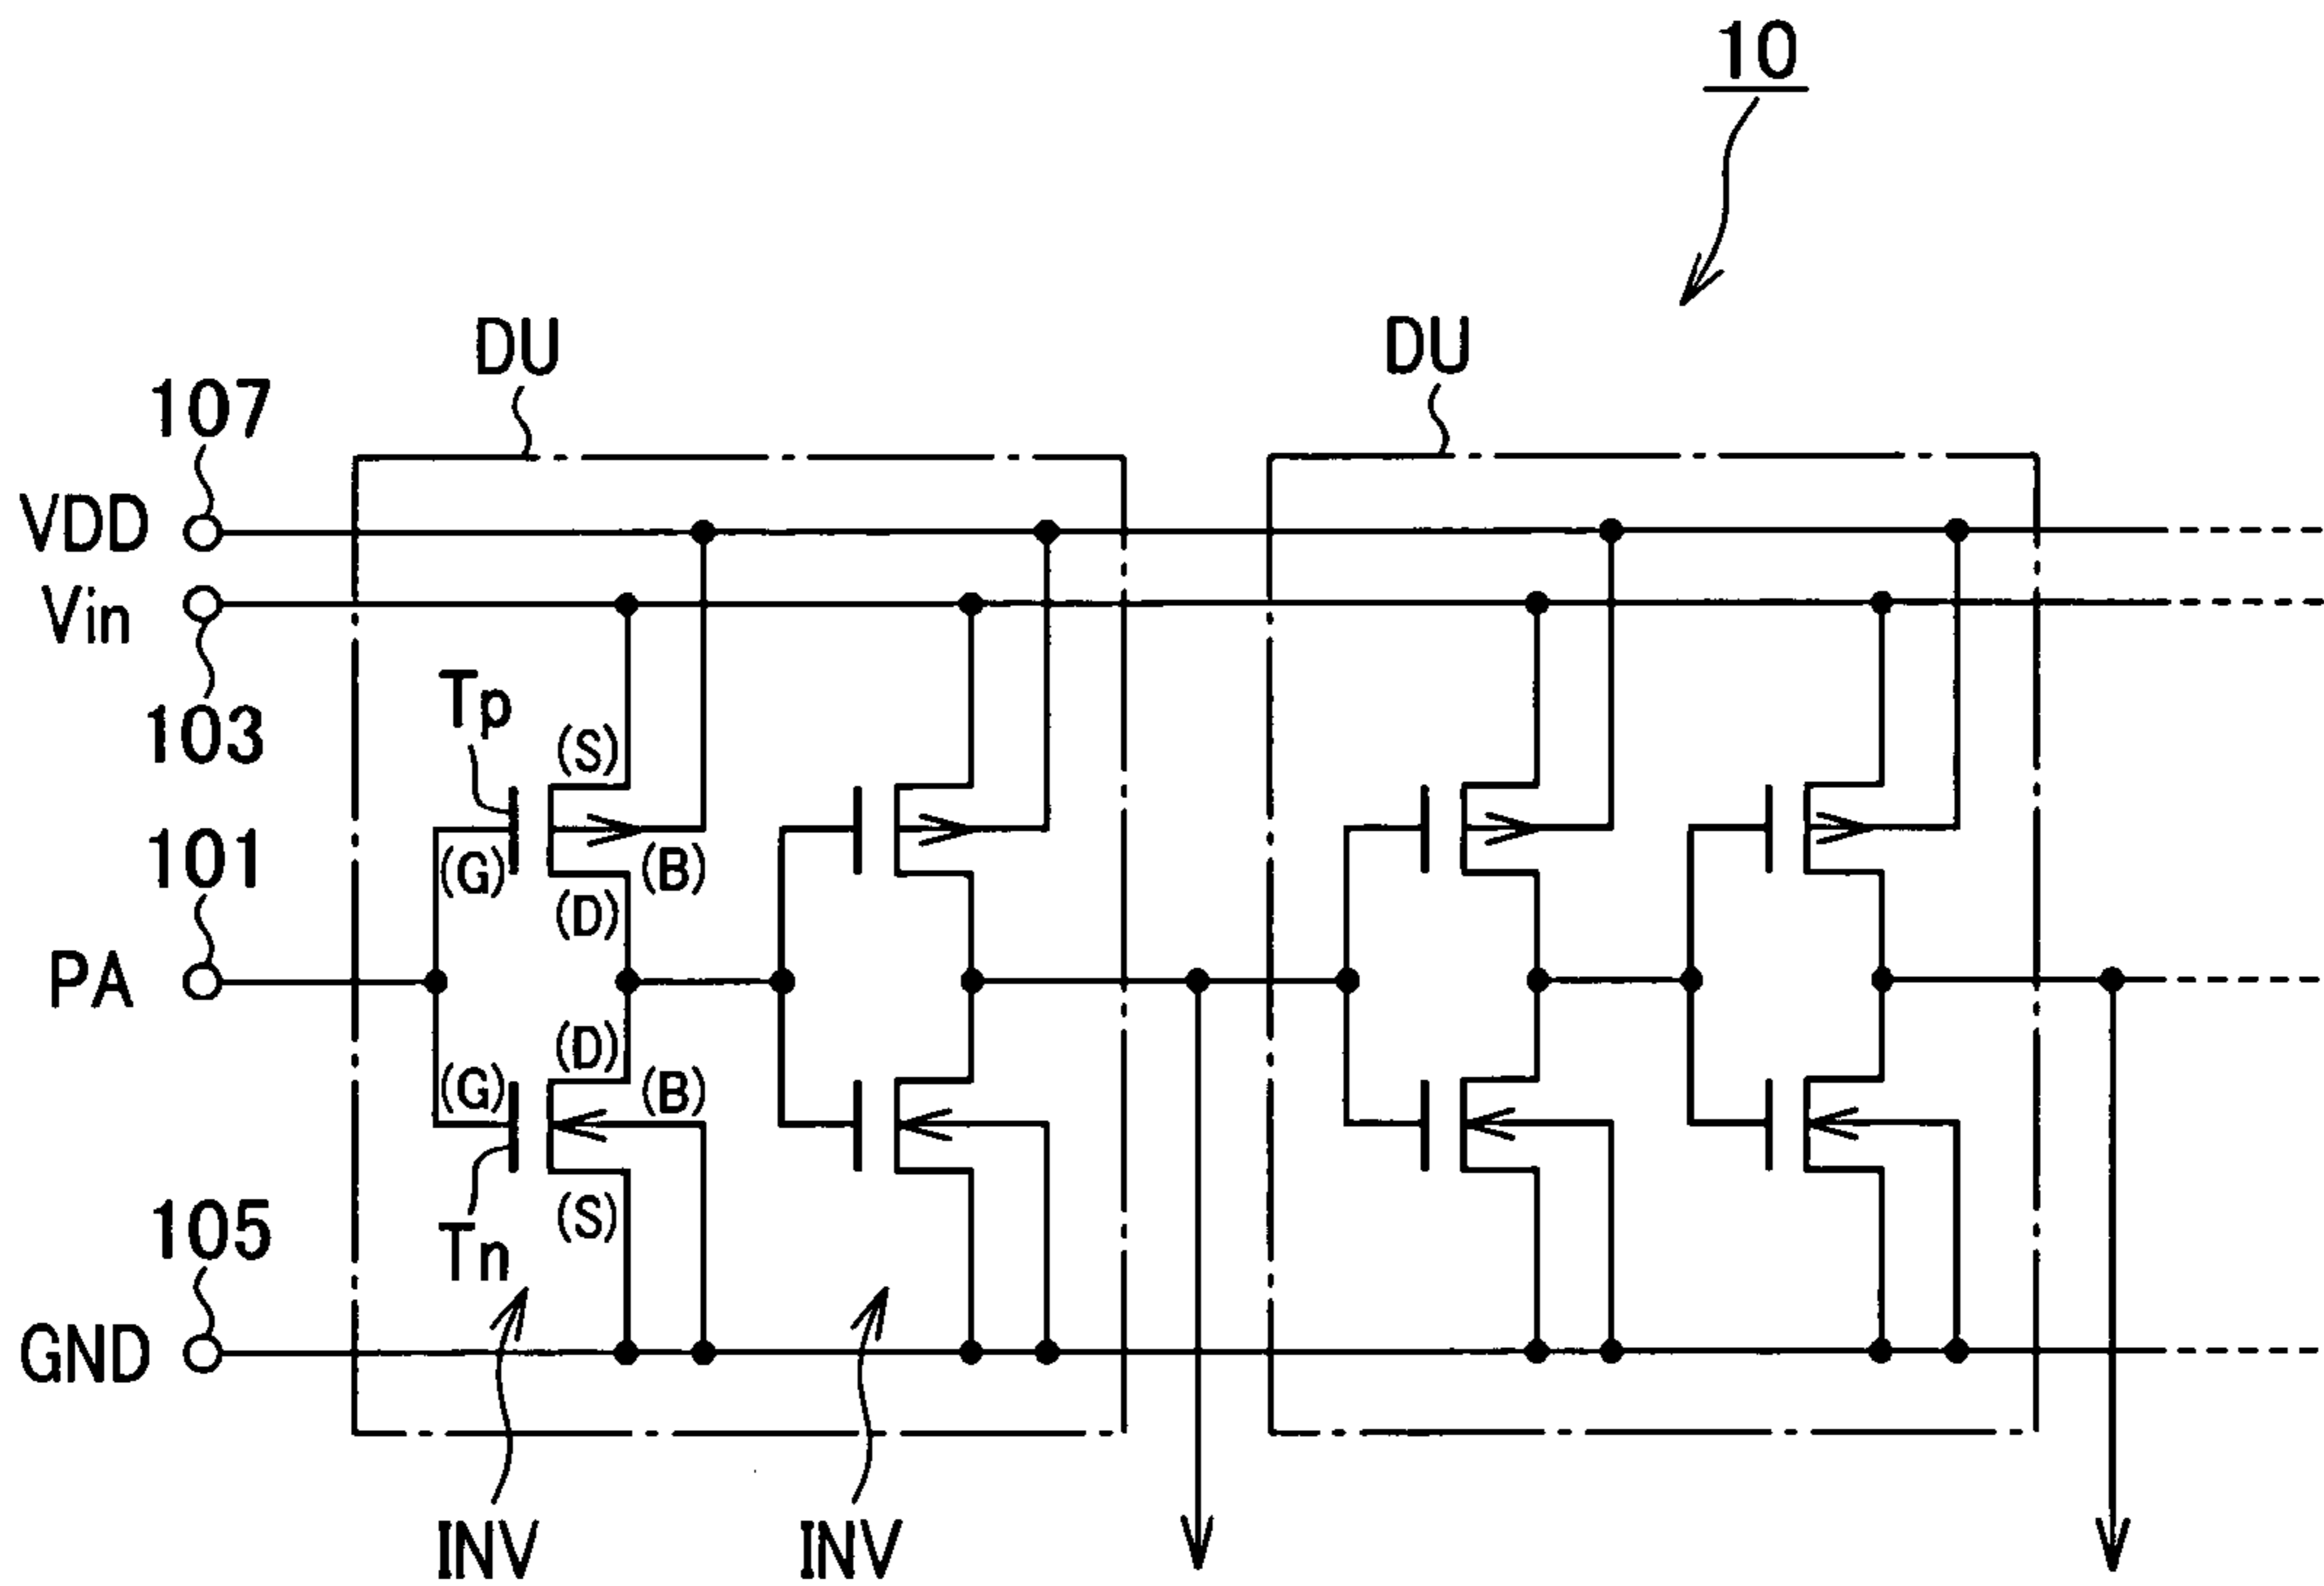 10
DU
DU
107
VDD
Vin
103
Tp
(S)
101
(G)
(B)
(D)
PA
(D)
(G)
(B)
105
(S)
Tn
GND
INV
INV